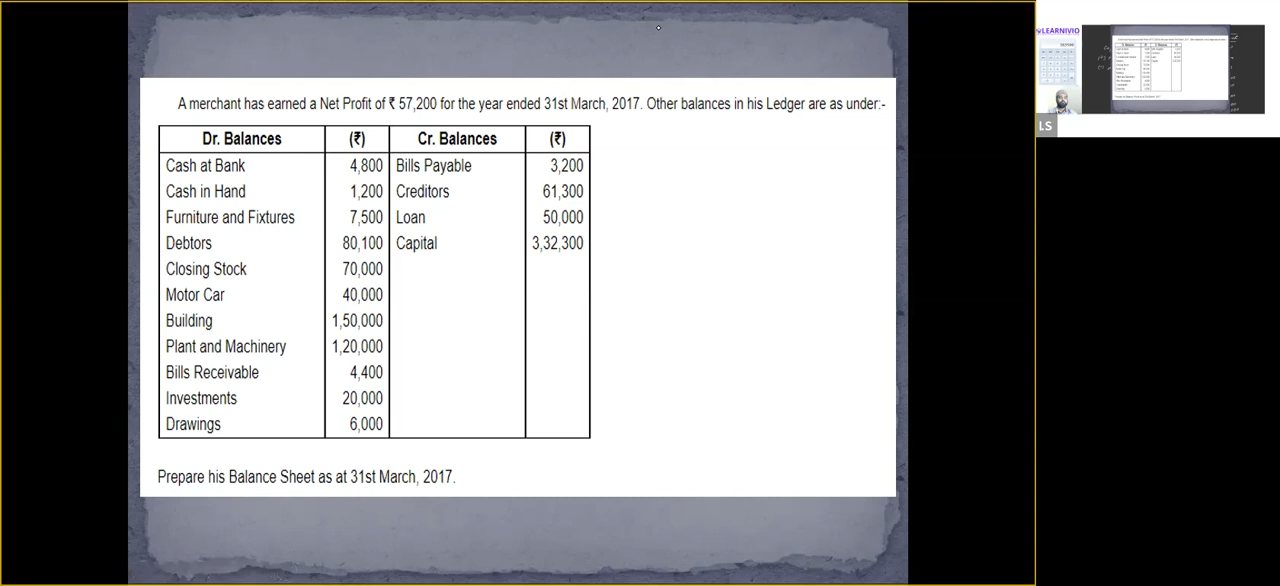 A merchant has earned a Net Profit of ₹ 57,200 for the year ended 31st March, 2017. Other balances in his Ledger are as under:-
Dr. Balances (₹) Cr. Balances (₹)
Cash at Bank 4,800 Bills Payable 3,200
Cash in Hand 1,200 Creditors 61,300
Furniture and Fixtures 7,500 Loan 50,000
Debtors 80,100 Capital 3,32,300
Closing Stock 70,000
Motor Car 40,000
Building 1,50,000
Plant and Machinery 1,20,000
Bills Receivable 4,400
Investments 20,000
Drawings 6,000
Prepare his Balance Sheet as at 31st March, 2017.
LEARNIVIO
LS